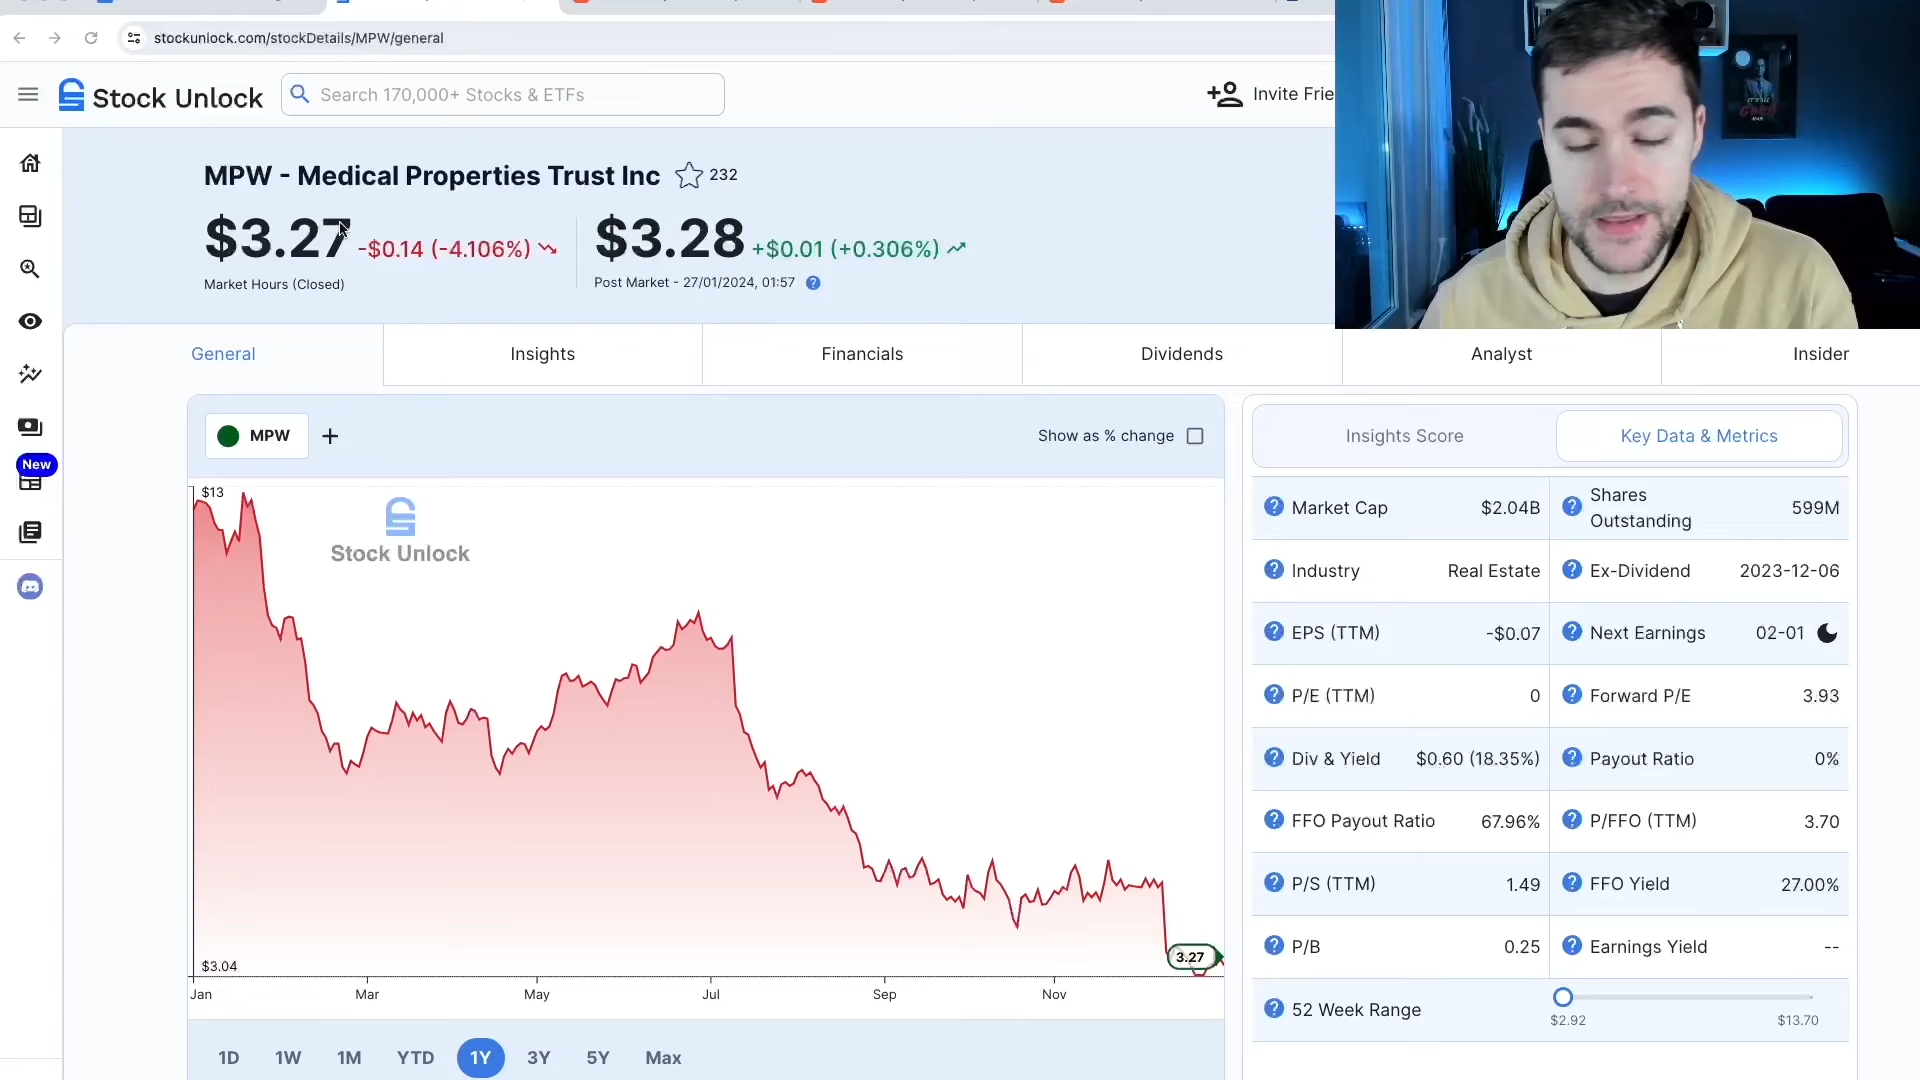 stockunlock.com/stockDetails/MPW/general
Stock Unlock
Search 170,000+ Stocks & ETFs
Invite Frie
MPW - Medical Properties Trust Inc
232
$3.27 -$0.14 (-4.106%)
Market Hours (Closed)
$3.28 +$0.01 (+0.306%)
Post Market - 27/01/2024, 01:57
General
Insights
Financials
Dividends
Analyst
Insider
New
MPW
+
Show as % change
$13
Stock Unlock
$3.04
3.27
Jan
Mar
May
Jul
Sep
Nov
1D
1W
1M
YTD
1Y
3Y
5Y
Max
Insights Score
Key Data & Metrics
Market Cap $2.04B
Shares
Outstanding 599M
Industry Real Estate
Ex-Dividend 2023-12-06
EPS (TTM) -$0.07
Next Earnings 02-01
P/E (TTM) 0
Forward P/E 3.93
Div & Yield $0.60 (18.35%)
Payout Ratio 0%
FFO Payout Ratio 67.96%
P/FFO (TTM) 3.70
P/S (TTM) 1.49
FFO Yield 27.00%
P/B 0.25
Earnings Yield --
52 Week Range
$2.92
$13.70